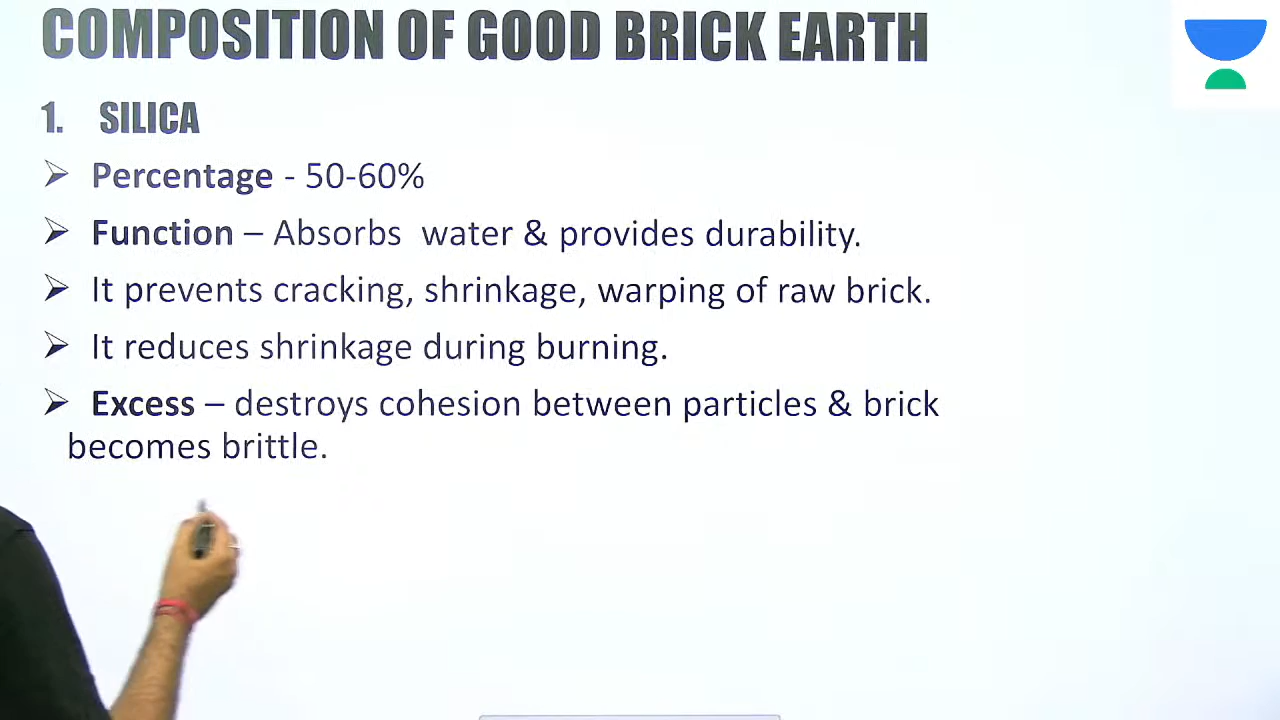 COMPOSITION OF GOOD BRICK EARTH
1. SILICA
➢ Percentage - 50-60%
➢ Function – Absorbs water & provides durability.
➢ It prevents cracking, shrinkage, warping of raw brick.
➢ It reduces shrinkage during burning.
➢ Excess – destroys cohesion between particles & brick
becomes brittle.